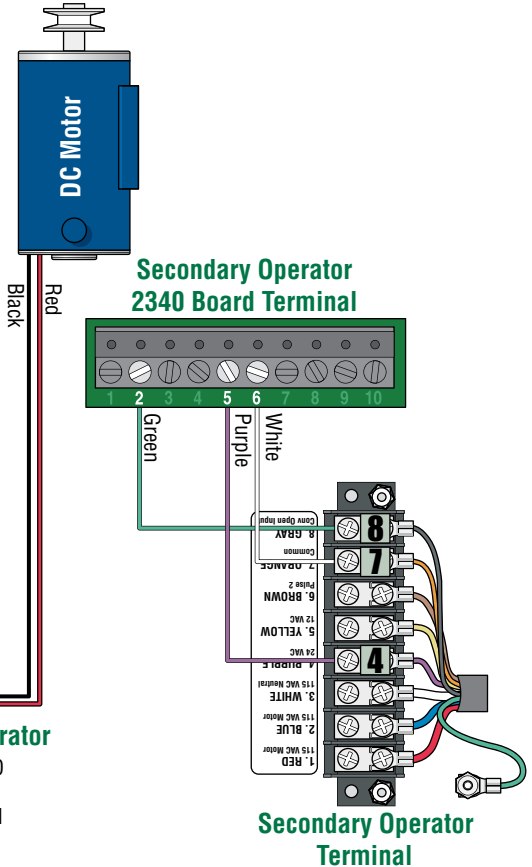 DC Motor
Black
Red
Secondary Operator
2340 Board Terminal
1 2 3 4 5 6 7 8 9 10
Green
Purple
White
8
7
4
8. GRAY
Conv Open Inpu
7. ORANGE
Common
6. BROWN
Pulse 2
5. YELLOW
12 VAC
4. PURPLE
24 VAC
3. WHITE
115 VAC Neutral
2. BLUE
115 VAC Motor
1. RED
115 VAC Motor
Secondary Operator
Terminal